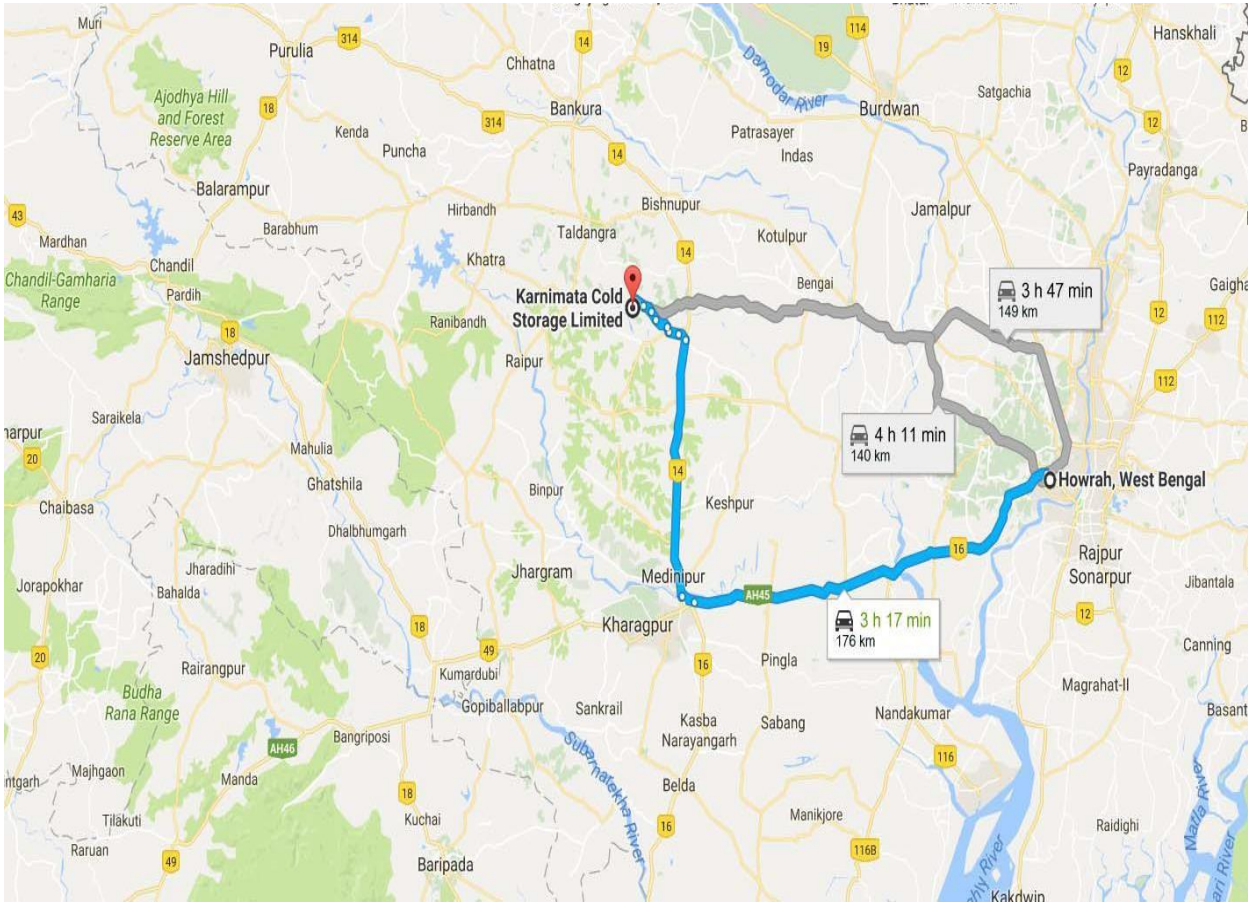 Muri
314
14
114
19
Hanskhali
Purulia
Chhatna
12
Damodar River
Satgachia
Ajodhya Hill
and Forest
Reserve Area
18
Bankura
Burdwan
314
12
Kenda
Patrasayer
Puncha
14
Indas
Payradanga
Balarampur
Hirbandh
Bishnupur
Jamalpur
43
Barabhum
Taldangra
Kotulpur
Mardhan
14
Chandil
Khatra
Bengai
3 h 47 min
149 km
Chandil-Gamharia
Range
Pardih
Karnimata Cold
Storage Limited
12
112
18
Ranibandh
Jamshedpur
Raipur
112
Saraikela
4 h 11 min
140 km
20
Mahulia
14
Howrah, West Bengal
Ghatshila
Binpur
Keshpur
Chaibasa
Dhalbhumgarh
16
Rajpur
Sonarpur
Jharadihi
Jhargram
Medinipur
Jorapokhar
Bahalda
AH45
Jibantala
3 h 17 min
176 km
12
18
Kharagpur
49
20
Rairangpur
16
Pingla
Canning
Kumardubi
Budha
Rana Range
Gopiballabpur
Sankrail
Magrahat-II
Kasba
Narayangarh
Sabang
Nandakumar
Bangriposi
AH46
Subarnarekha River
116
Majhgaon
Manda
Belda
18
Manikjore
Tilakuti
Kuchai
16
Raidighi
Matla River
Raruan
49
116B
Baripada
Kakdwip